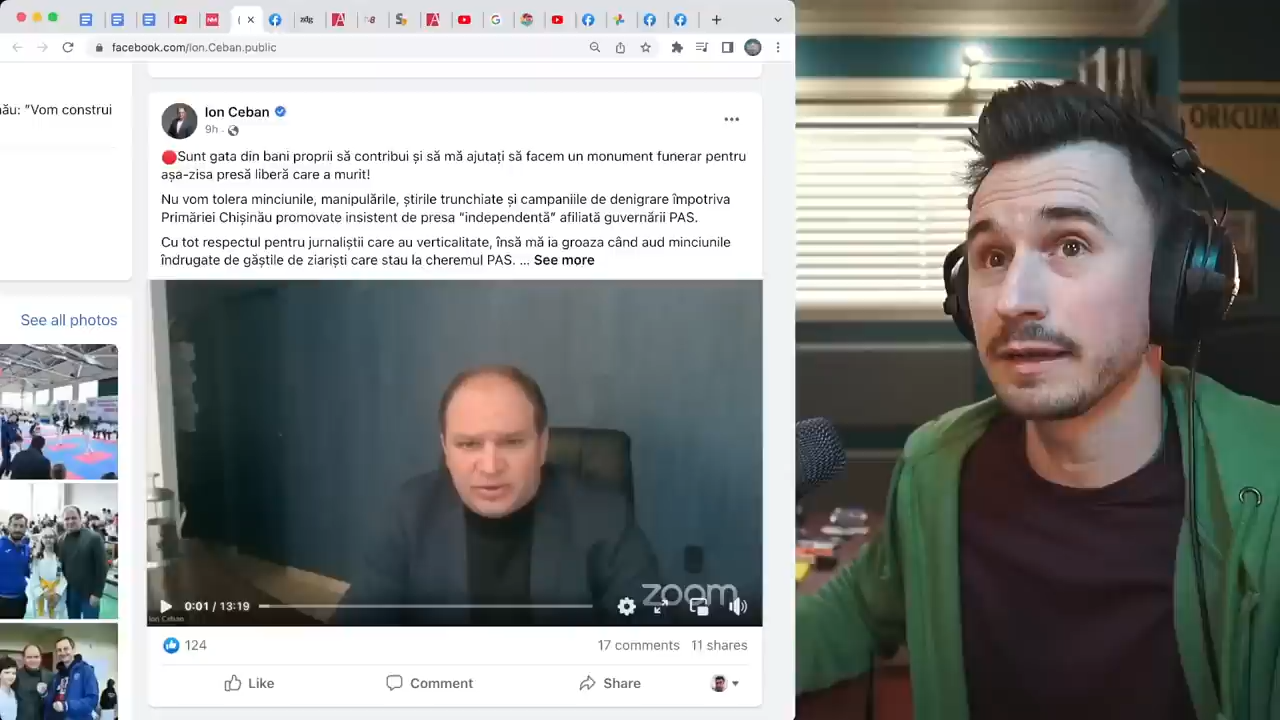 facebook.com/Ion.Ceban.public
ORICUM
nău: "Vom construi
Ion Ceban
9h ·
Sunt gata din bani proprii să contribui și să mă ajutați să facem un monument funerar pentru
așa-zisa presă liberă care a murit!
Nu vom tolera minciunile, manipulările, știrile trunchiate și campaniile de denigrare împotriva
Primăriei Chișinău promovate insistent de presa "independentă" afiliată guvernării PAS.
Cu tot respectul pentru jurnaliștii care au verticalitate, însă mă ia groaza când aud minciunile
îndrugate de găștile de ziariști care stau la cheremul PAS. ... See more
See all photos
zoom
0:01 / 13:19
Ion Ceban
124
17 comments 11 shares
Like
Comment
Share